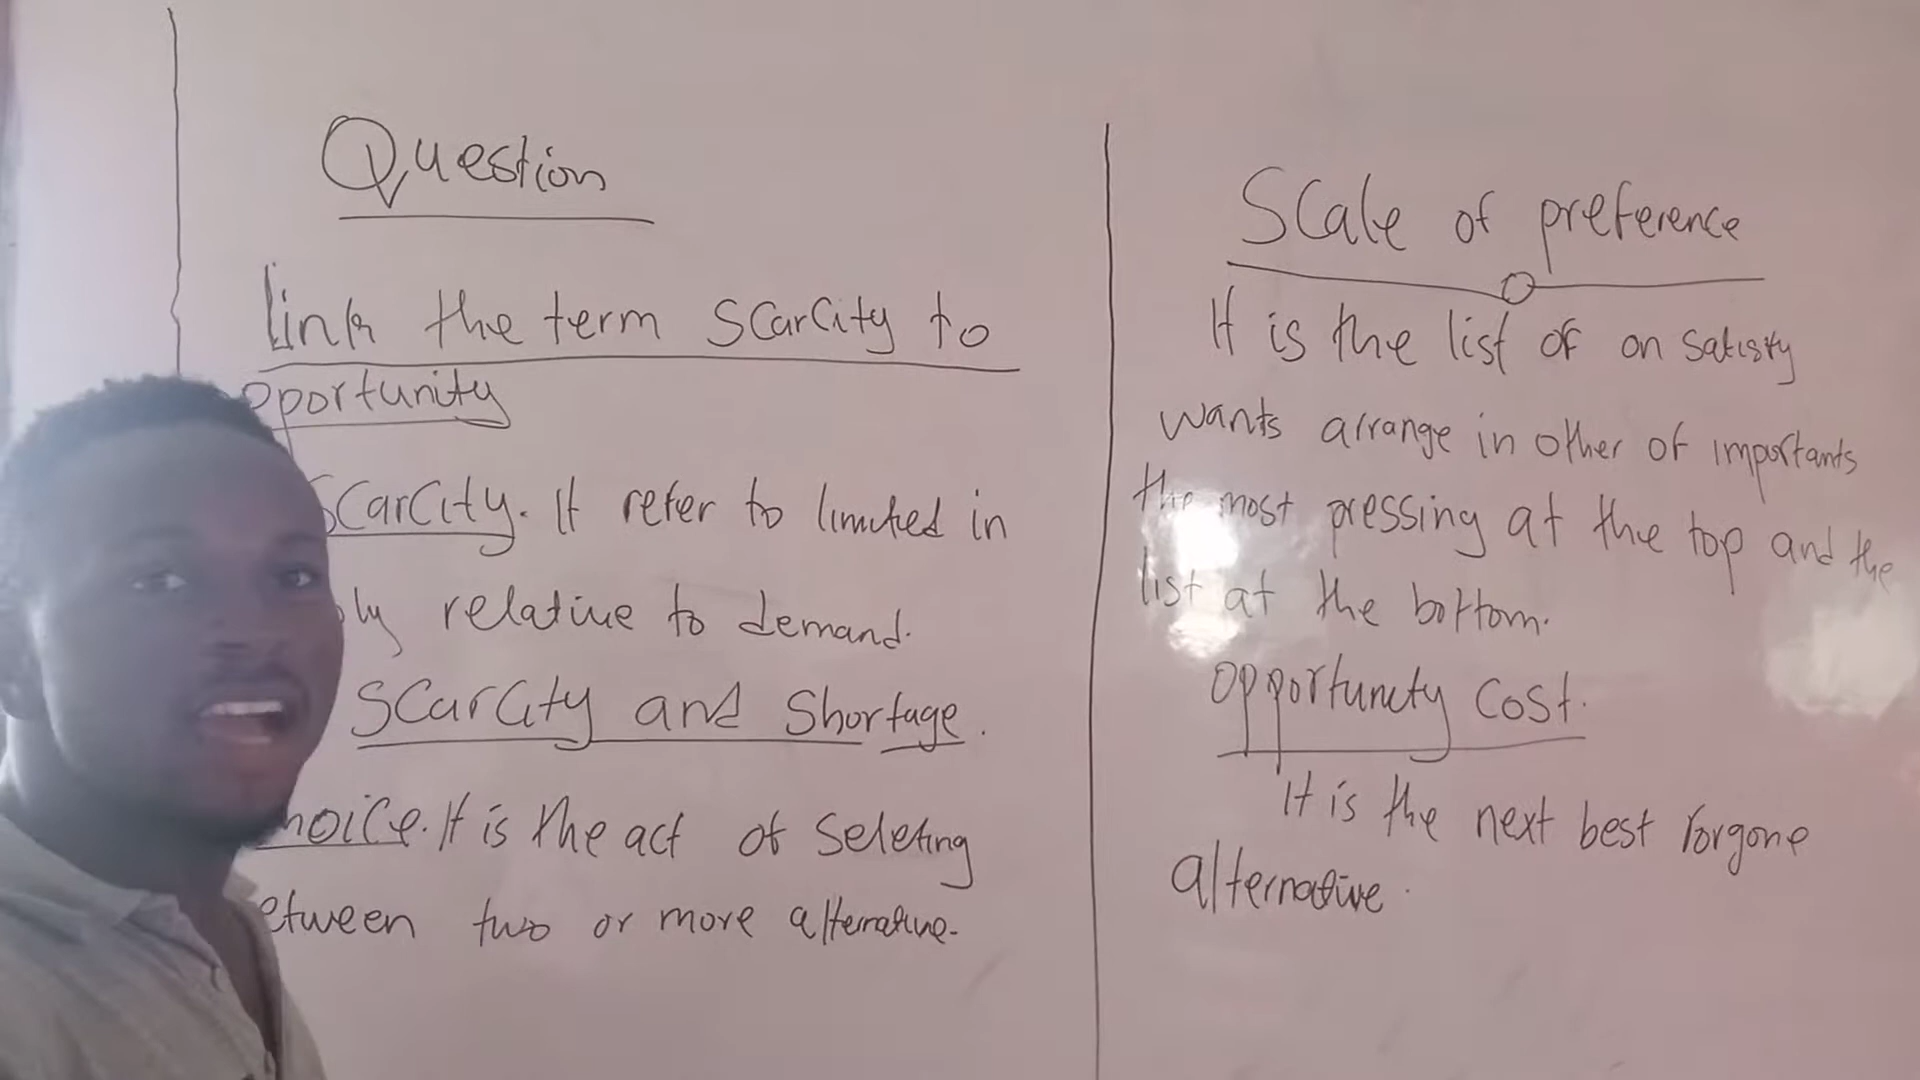 Question
Link the term Scarcity to
opportunity
Scarcity. It refer to limited in
relative to demand.
Scarcity and Shortage.
Choice. It is the act of Seleting
etween two or more alternative.
Scale of preference
It is the list of on satisfy
wants arrange in other of importants
the most pressing at the top and the
list at the bottom.
Opportunity Cost.
It is the next best forgone
alternative.